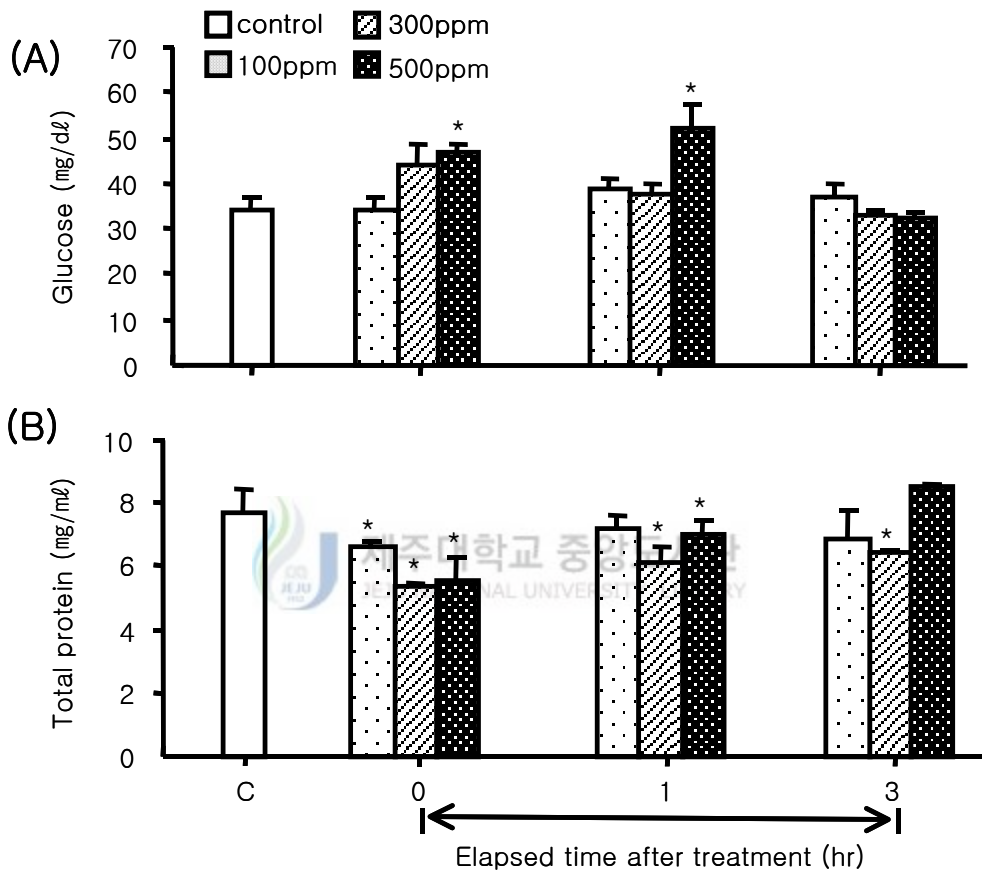 (A)
control 300ppm
100ppm 500ppm
Glucose (㎎/㎗)
70
60
50
40
30
20
10
0
*
*
(B)
Total protein (㎎/㎖)
10
8
6
4
2
0
* * *
* *
*
제주대학교 중앙도서관
JEJU NATIONAL UNIVERSITY LIBRARY
JEJU
1952
C 0 1 3
Elapsed time after treatment (hr)